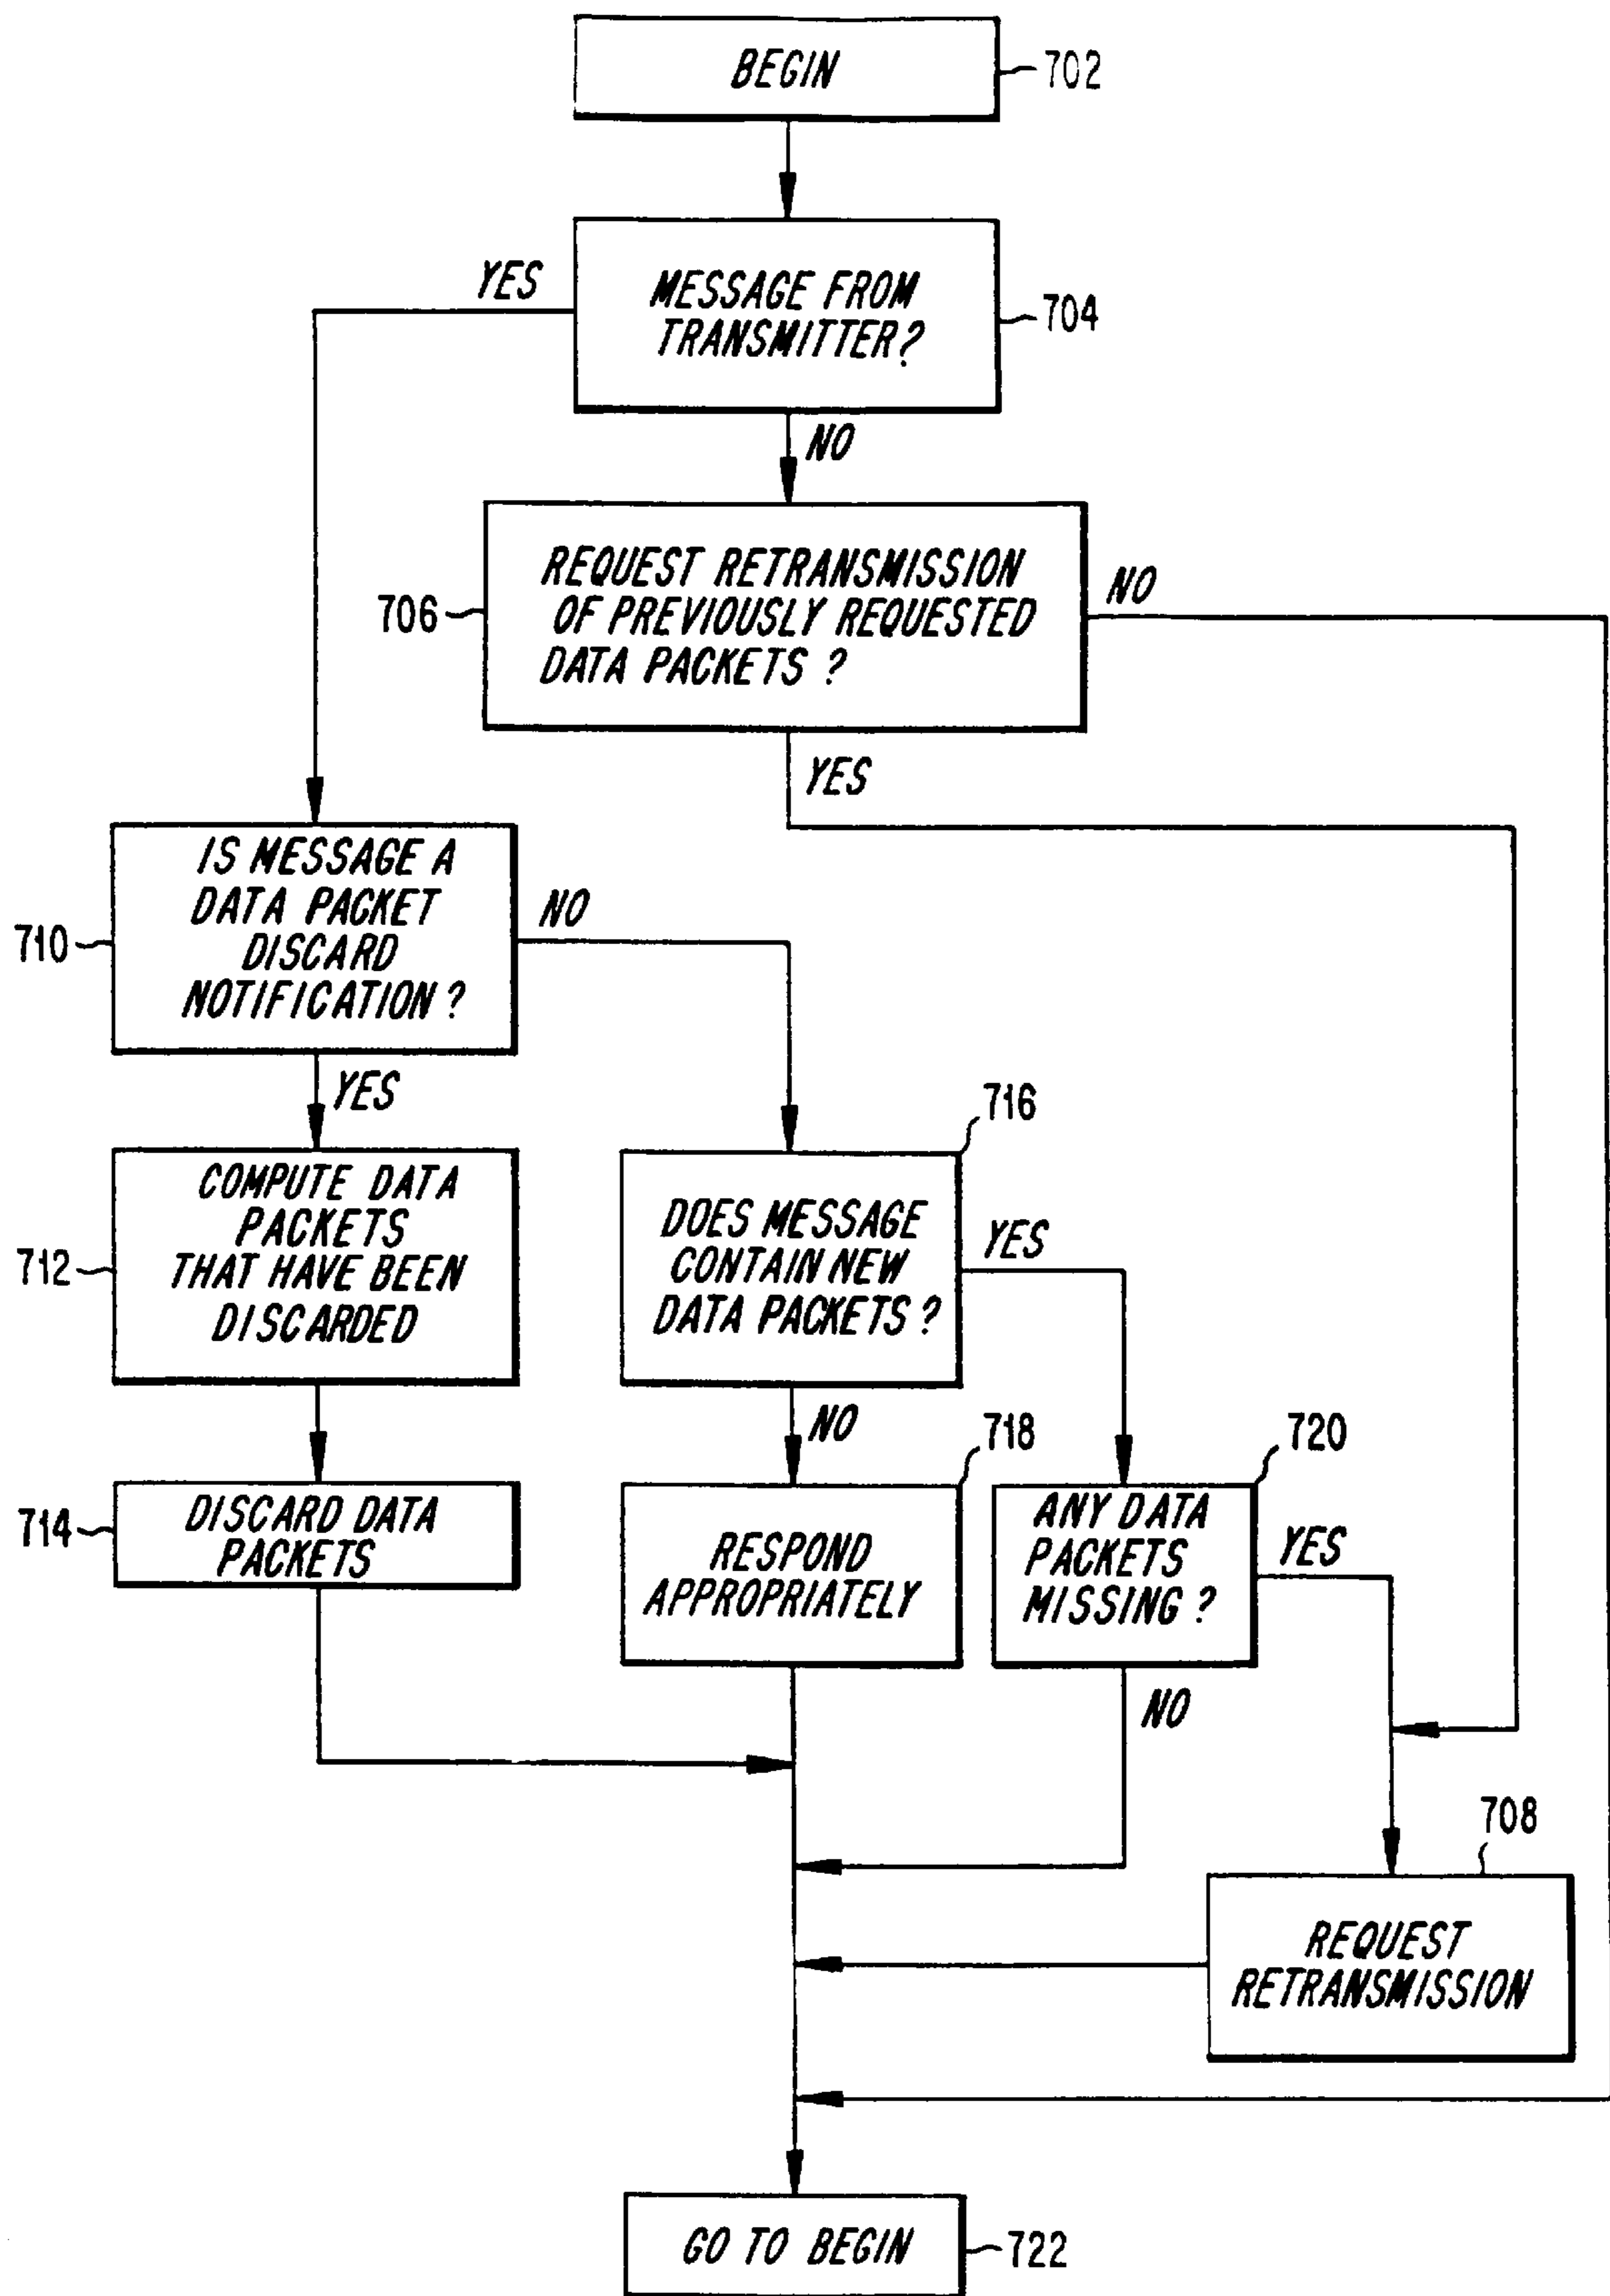 BEGIN
702
YES
MESSAGE FROM
TRANSMITTER?
704
NO
REQUEST RETRANSMISSION
OF PREVIOUSLY REQUESTED
DATA PACKETS ?
706
NO
YES
IS MESSAGE A
DATA PACKET
DISCARD
NOTIFICATION ?
710
NO
YES
716
COMPUTE DATA
PACKETS
THAT HAVE BEEN
DISCARDED
712
DOES MESSAGE
CONTAIN NEW
DATA PACKETS ?
YES
NO
718
720
DISCARD DATA
PACKETS
714
RESPOND
APPROPRIATELY
ANY DATA
PACKETS
MISSING ?
YES
NO
708
REQUEST
RETRANSMISSION
GO TO BEGIN
722